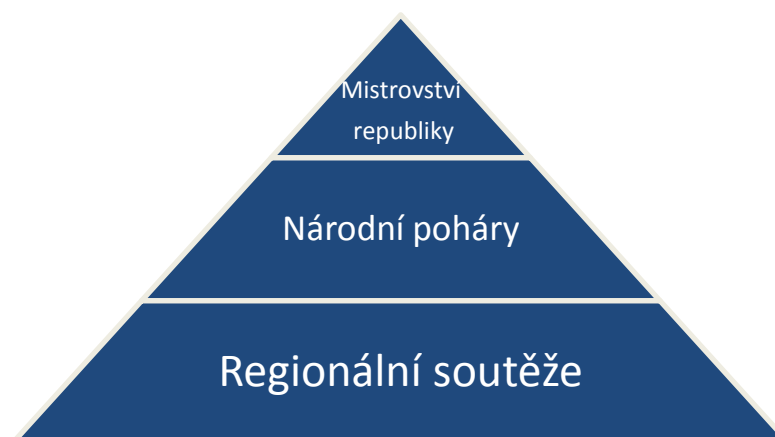 Mistrovství
republiky
Národní poháry
Regionální soutěže